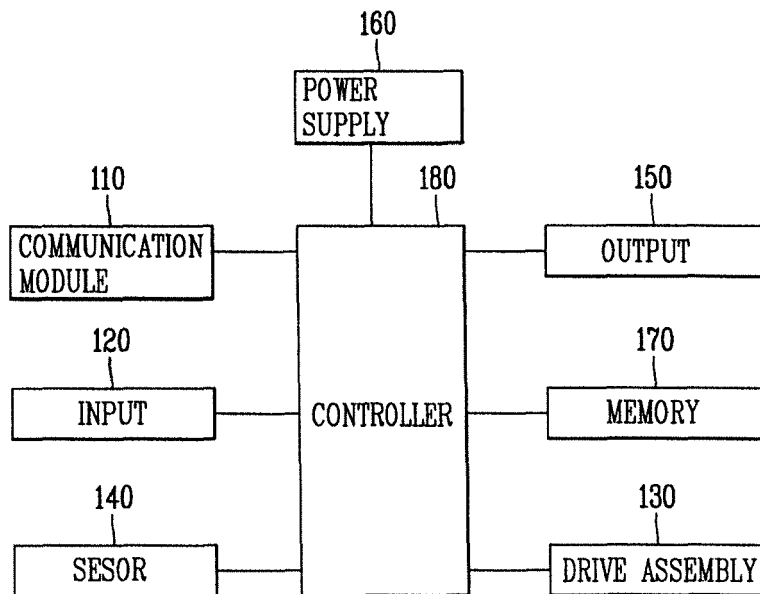 160
POWER
SUPPLY
110
180
150
COMMUNICATION
MODULE
OUTPUT
120
170
INPUT
CONTROLLER
MEMORY
140
130
SESOR
DRIVE ASSEMBLY